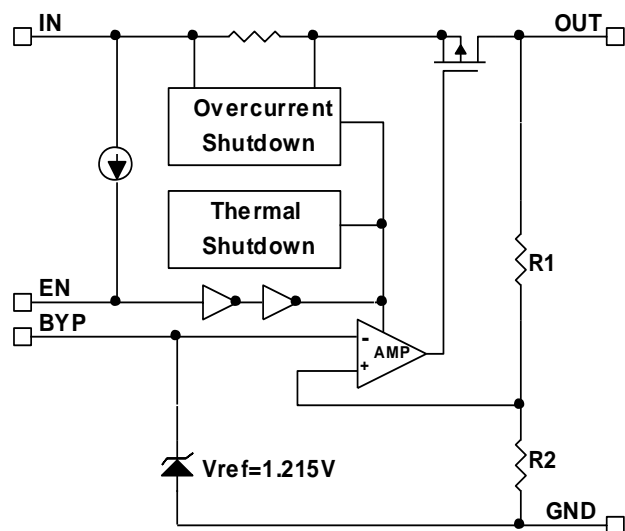 IN
OUT
Overcurrent
Shutdown
Thermal
Shutdown
R1
EN
BYP
-
AMP
+
Vref=1.215V
R2
GND